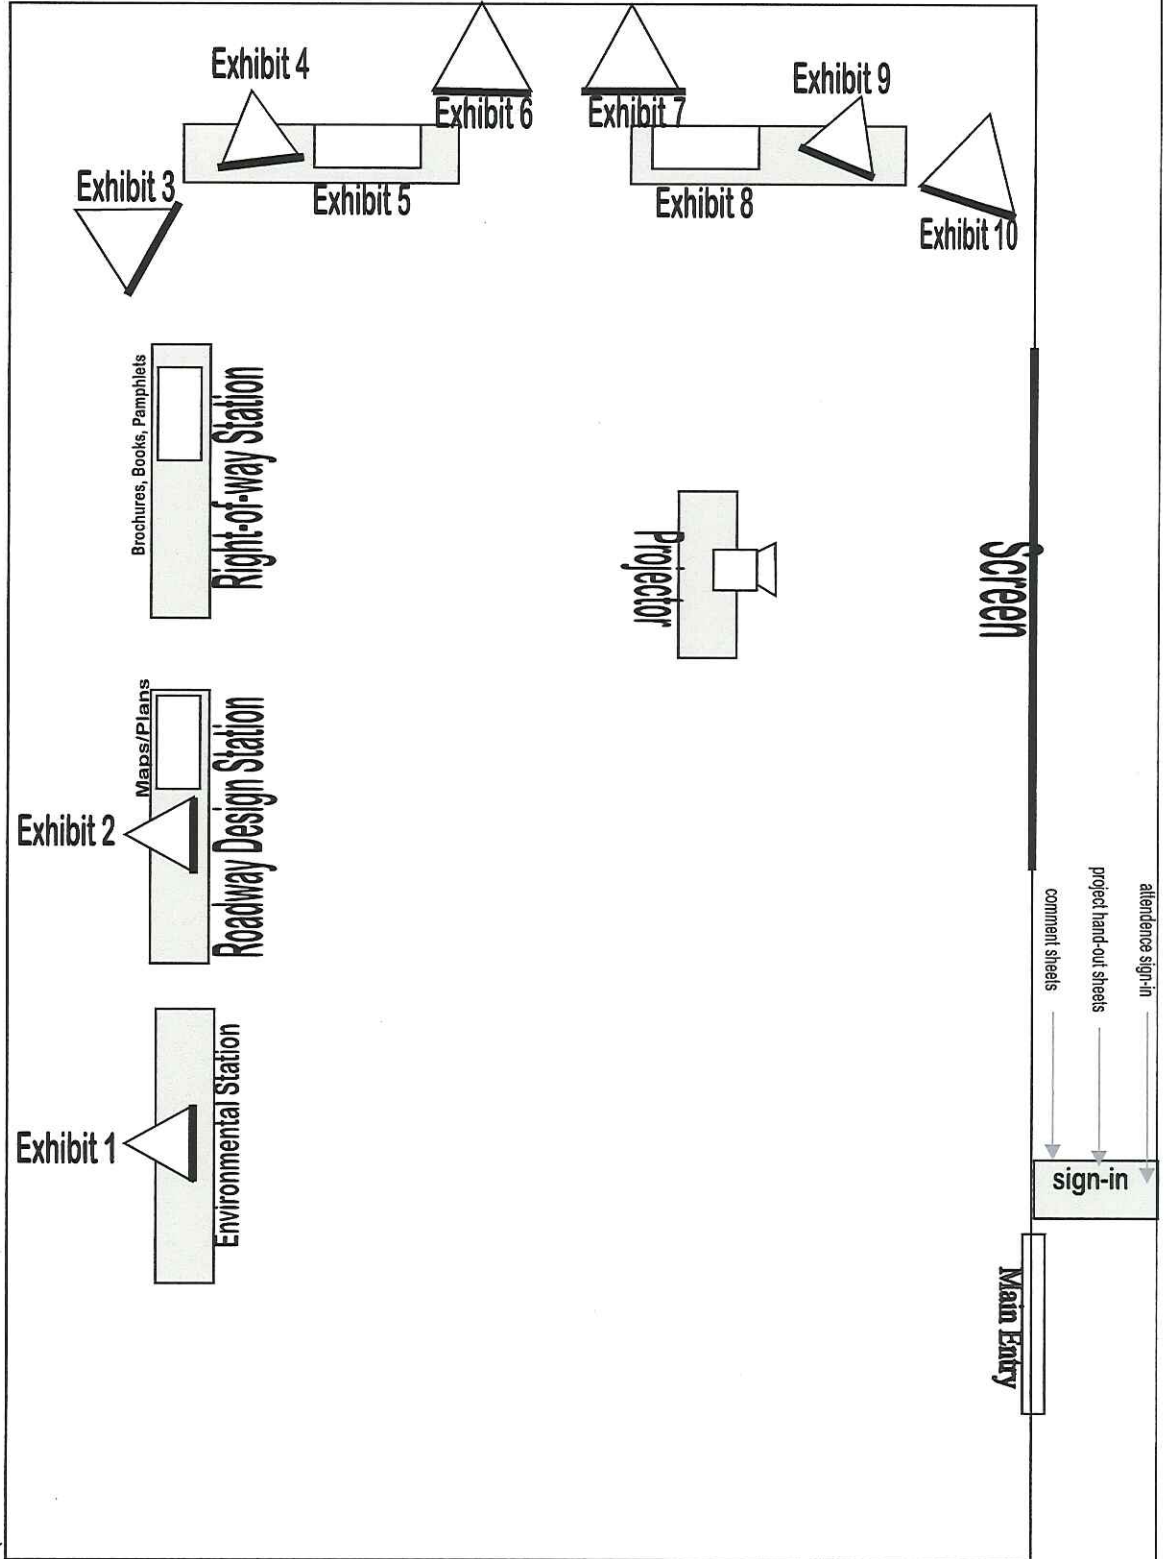 Exhibit 4
Exhibit 6
Exhibit 7
Exhibit 9
Exhibit 3
Exhibit 5
Exhibit 8
Exhibit 10
Brochures, Books, Pamphlets
Right-of-way Station
Projector
Screen
Maps/Plans
Roadway Design Station
Exhibit 2
attendence sign-in
project hand-out sheets
comment sheets
sign-in
Environmental Station
Exhibit 1
Main Entry